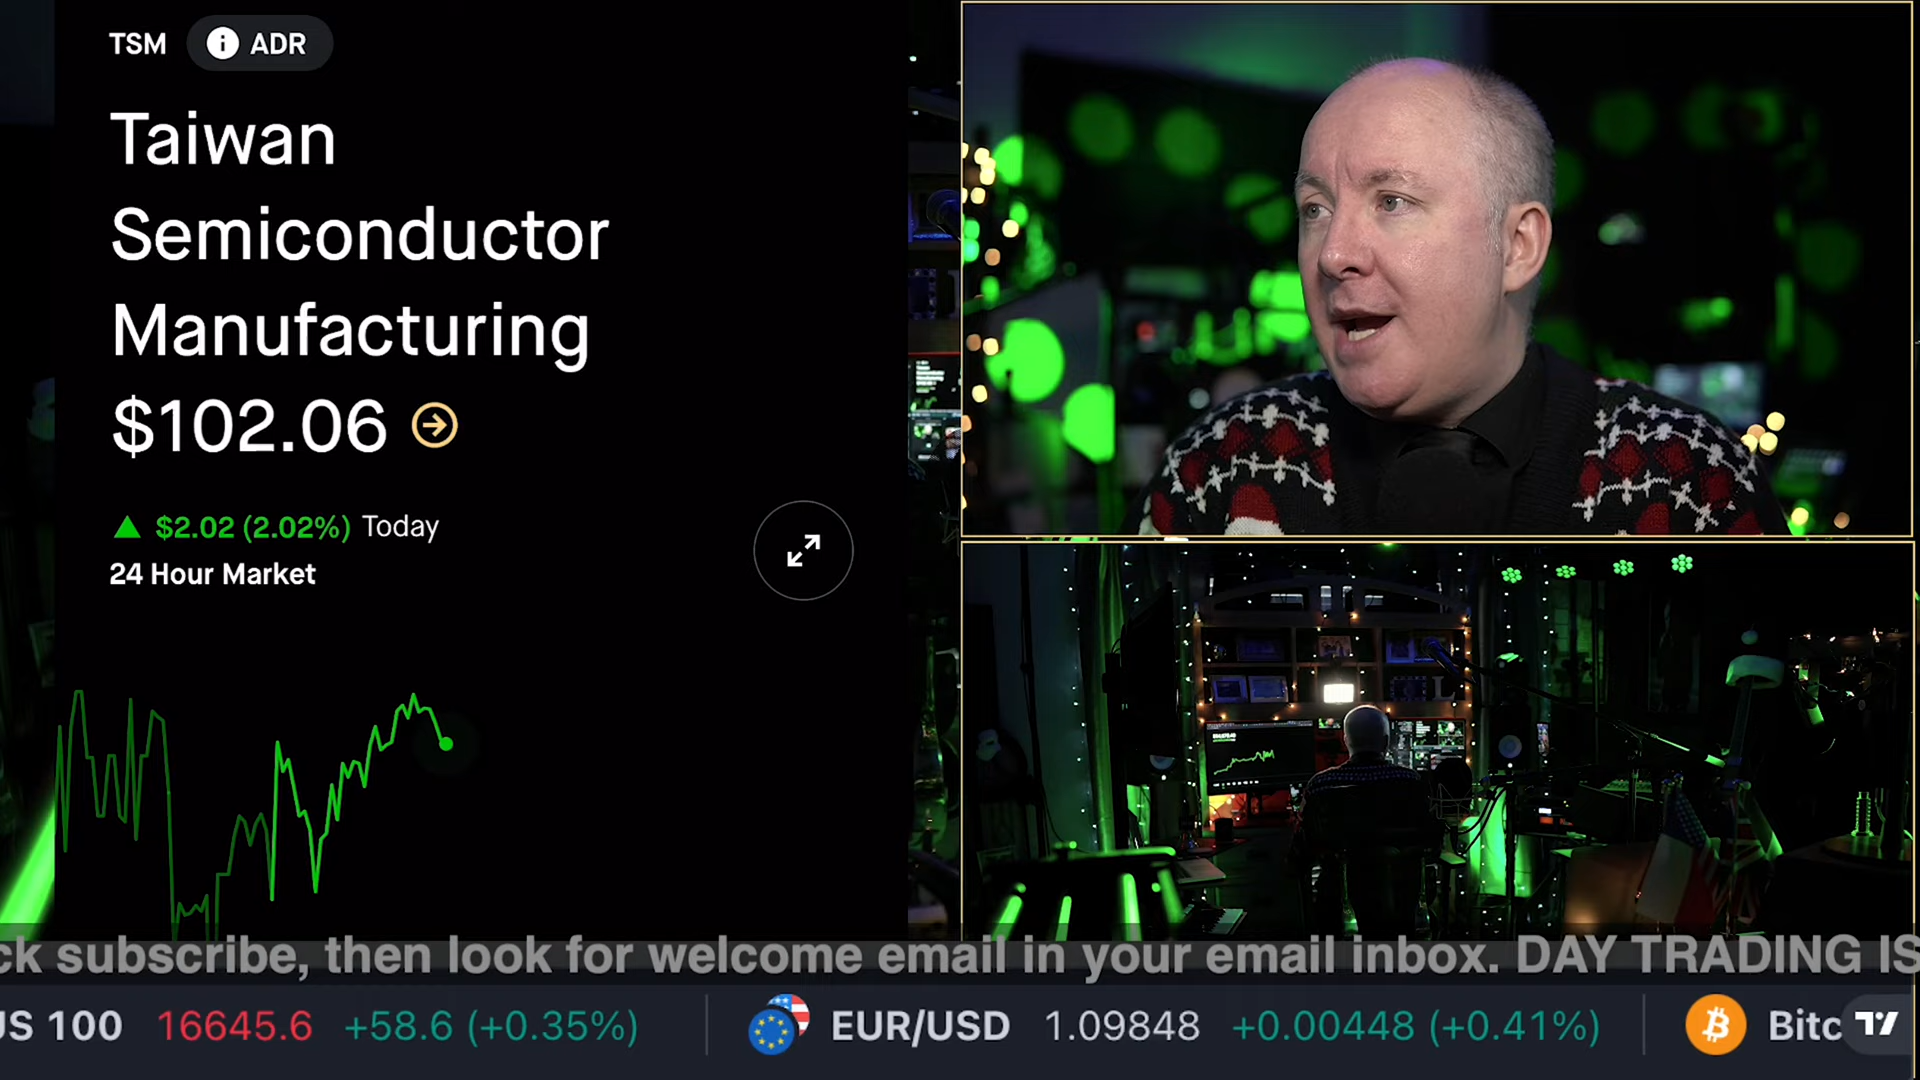 TSM
i ADR
Taiwan
Semiconductor
Manufacturing
$102.06
$2.02 (2.02%) Today
24 Hour Market
ck subscribe, then look for welcome email in your email inbox. DAY TRADING IS
US 100 16645.6 +58.6 (+0.35%) EUR/USD 1.09848 +0.00448 (+0.41%) Bitc